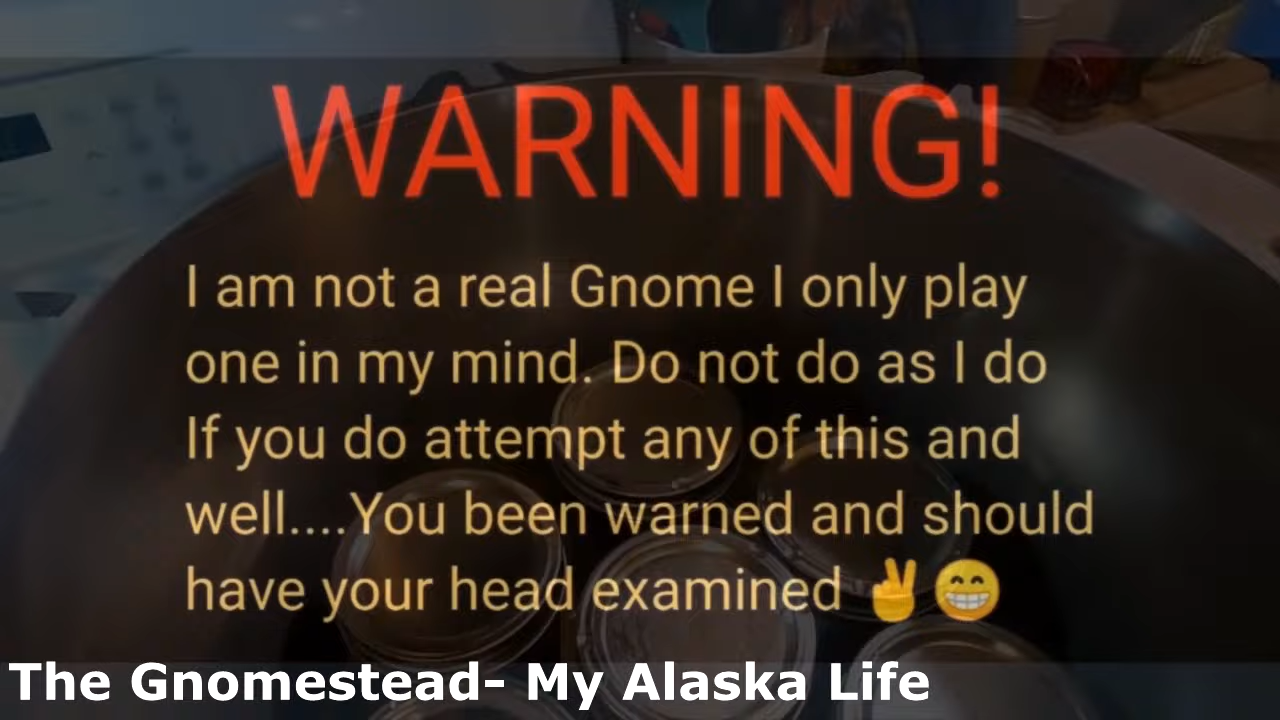 WARNING!
I am not a real Gnome I only play
one in my mind. Do not do as I do
If you do attempt any of this and
well....You been warned and should
have your head examined ✌😁
The Gnomestead- My Alaska Life